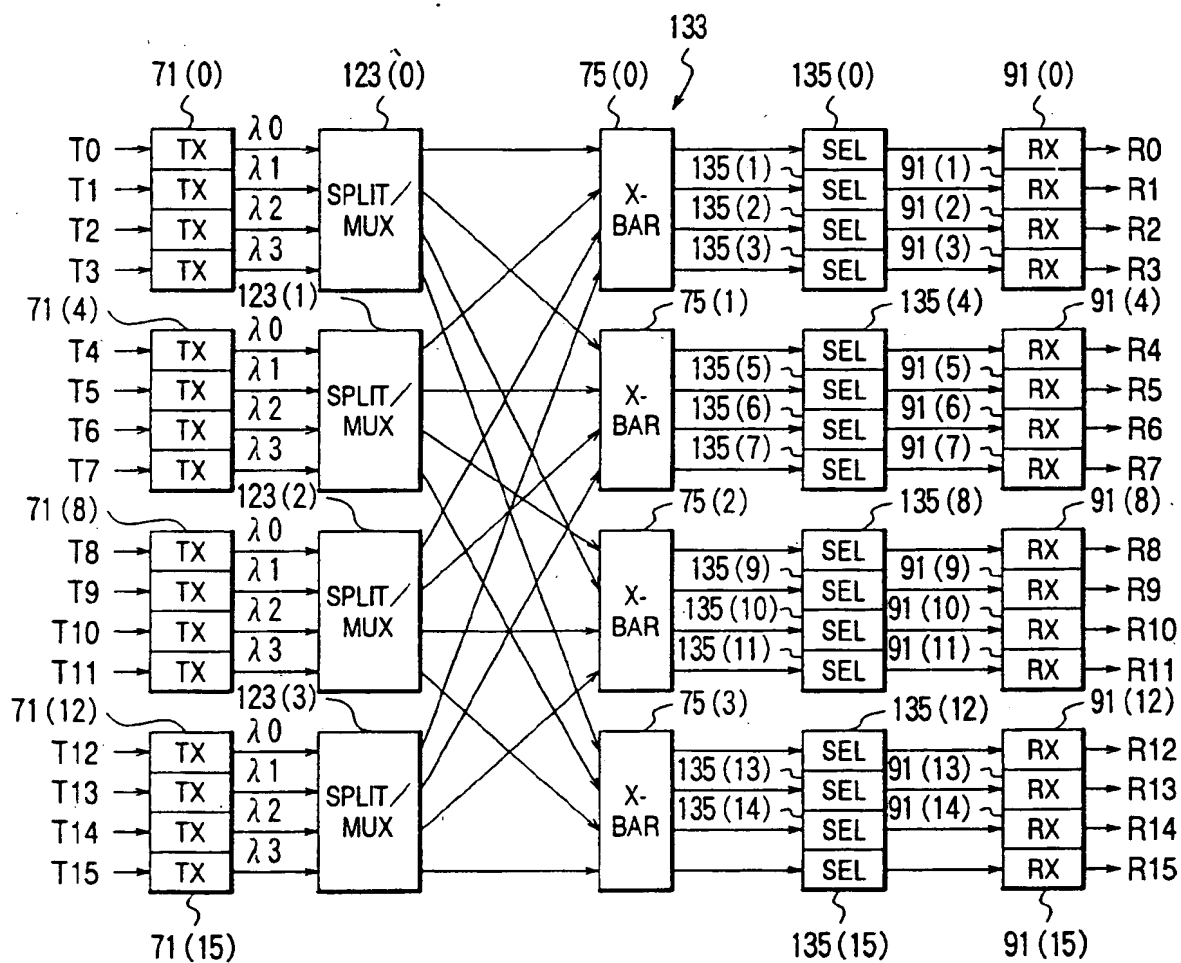 133
71(0) 123(0) 75(0) 135(0) 91(0)
T0 TX λ0 SPLIT/MUX X-BAR SEL RX R0
T1 TX λ1 135(1) SEL 91(1) RX R1
T2 TX λ2 135(2) SEL 91(2) RX R2
T3 TX λ3 135(3) SEL 91(3) RX R3
71(4) 123(1) 75(1) 135(4) 91(4)
T4 TX λ0 SPLIT/MUX X-BAR SEL RX R4
T5 TX λ1 135(5) SEL 91(5) RX R5
T6 TX λ2 135(6) SEL 91(6) RX R6
T7 TX λ3 135(7) SEL 91(7) RX R7
71(8) 123(2) 75(2) 135(8) 91(8)
T8 TX λ0 SPLIT/MUX X-BAR SEL RX R8
T9 TX λ1 135(9) SEL 91(9) RX R9
T10 TX λ2 135(10) SEL 91(10) RX R10
T11 TX λ3 135(11) SEL 91(11) RX R11
71(12) 123(3) 75(3) 135(12) 91(12)
T12 TX λ0 SPLIT/MUX X-BAR SEL RX R12
T13 TX λ1 135(13) SEL 91(13) RX R13
T14 TX λ2 135(14) SEL 91(14) RX R14
T15 TX λ3 SEL RX R15
71(15) 135(15) 91(15)